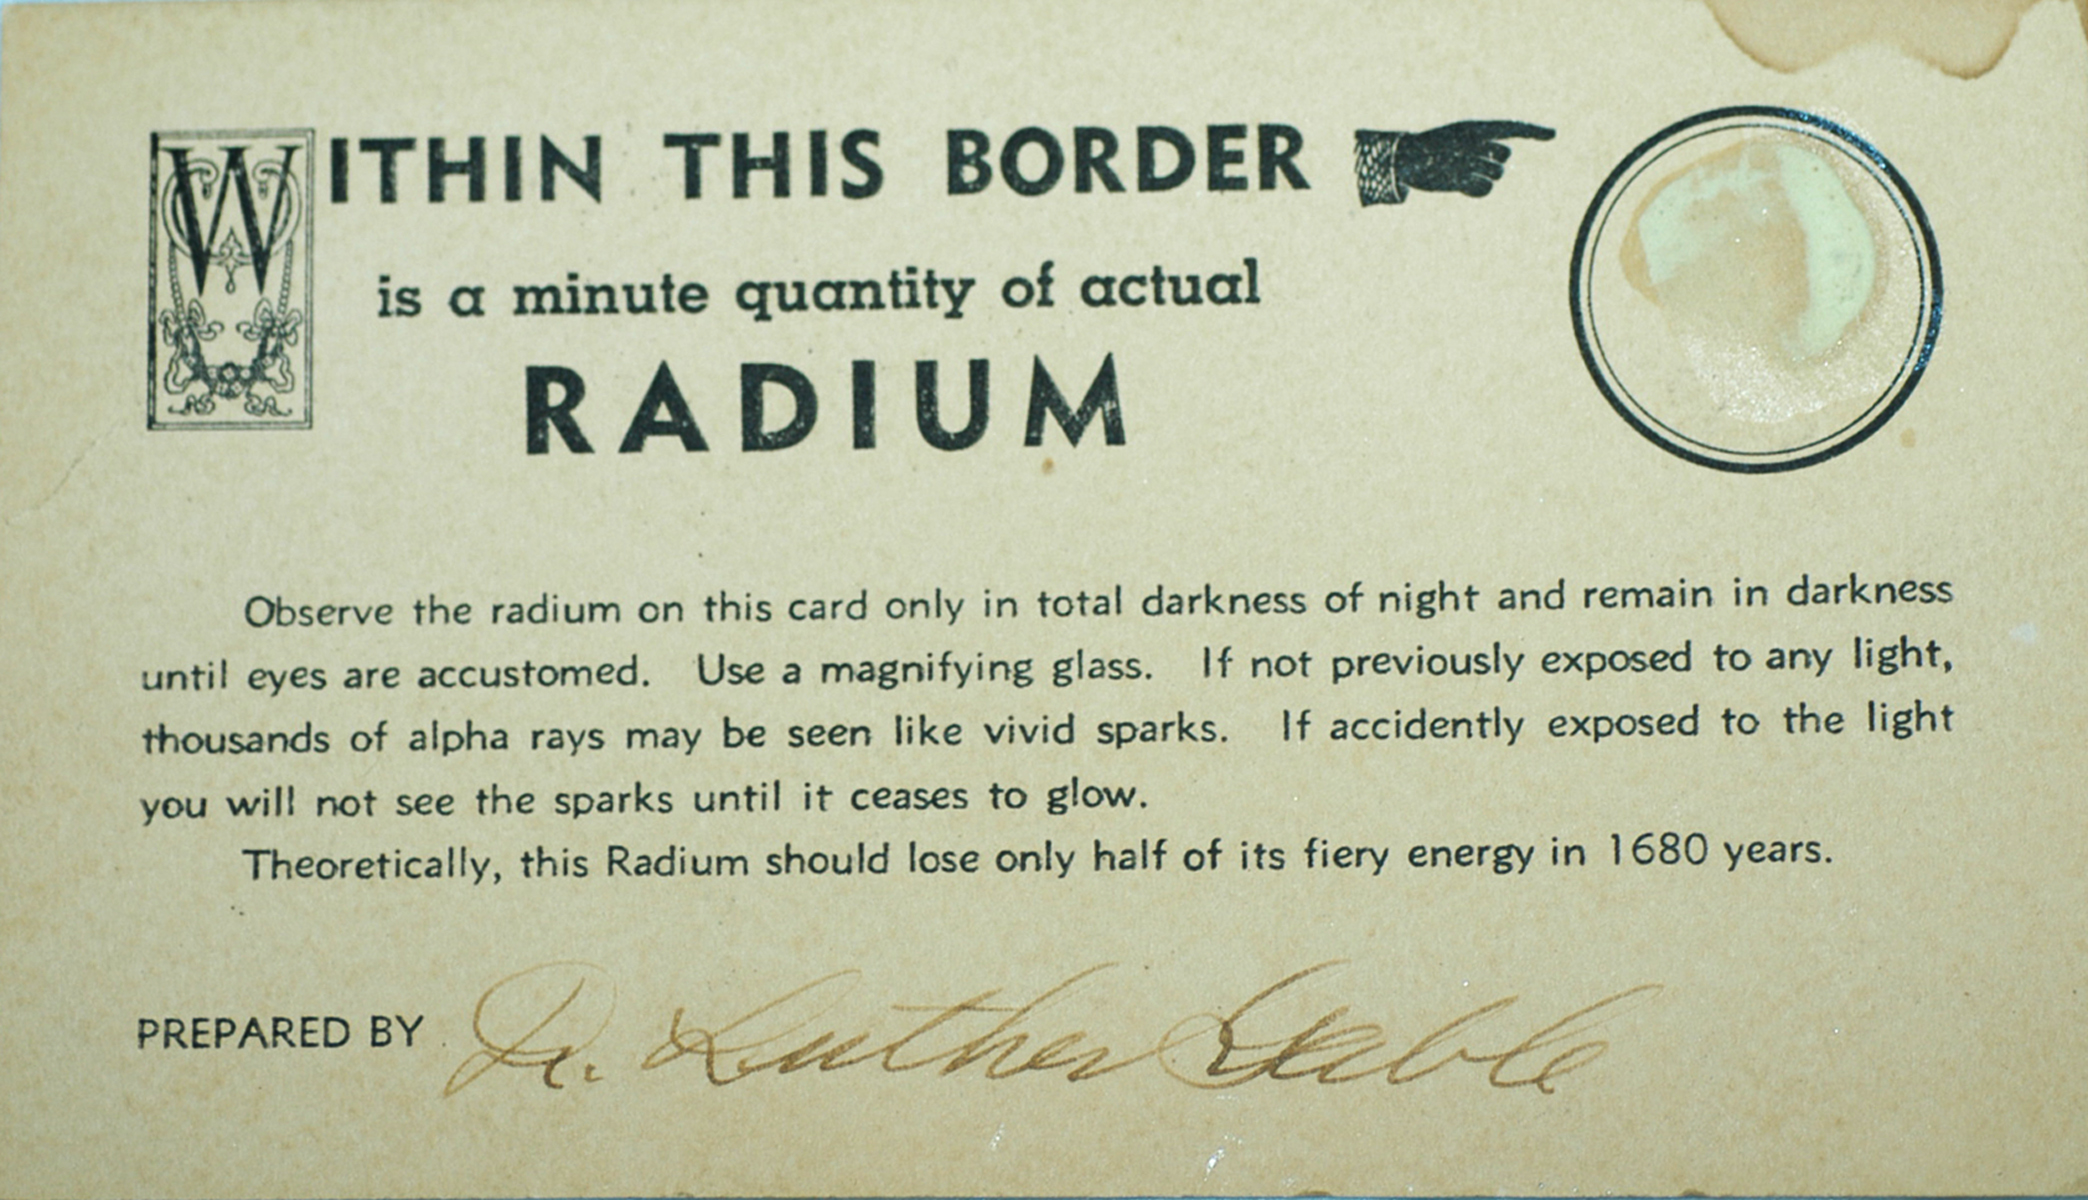 WITHIN THIS BORDER
is a minute quantity of actual
RADIUM
Observe the radium on this card only in total darkness of night and remain in darkness
until eyes are accustomed. Use a magnifying glass. If not previously exposed to any light,
thousands of alpha rays may be seen like vivid sparks. If accidently exposed to the light
you will not see the sparks until it ceases to glow.
Theoretically, this Radium should lose only half of its fiery energy in 1680 years.
PREPARED BY Dr. Luther Gable